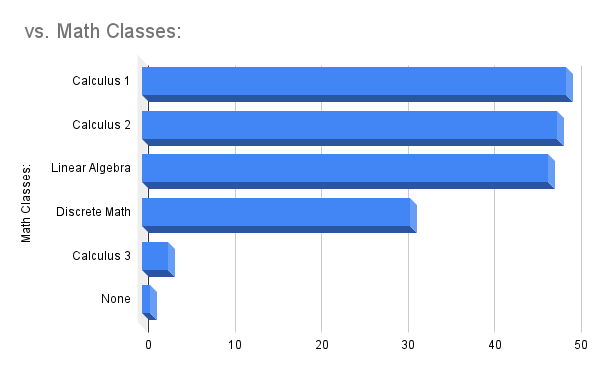 vs. Math Classes:
Math Classes:
Calculus 1
Calculus 2
Linear Algebra
Discrete Math
Calculus 3
None
0 10 20 30 40 50